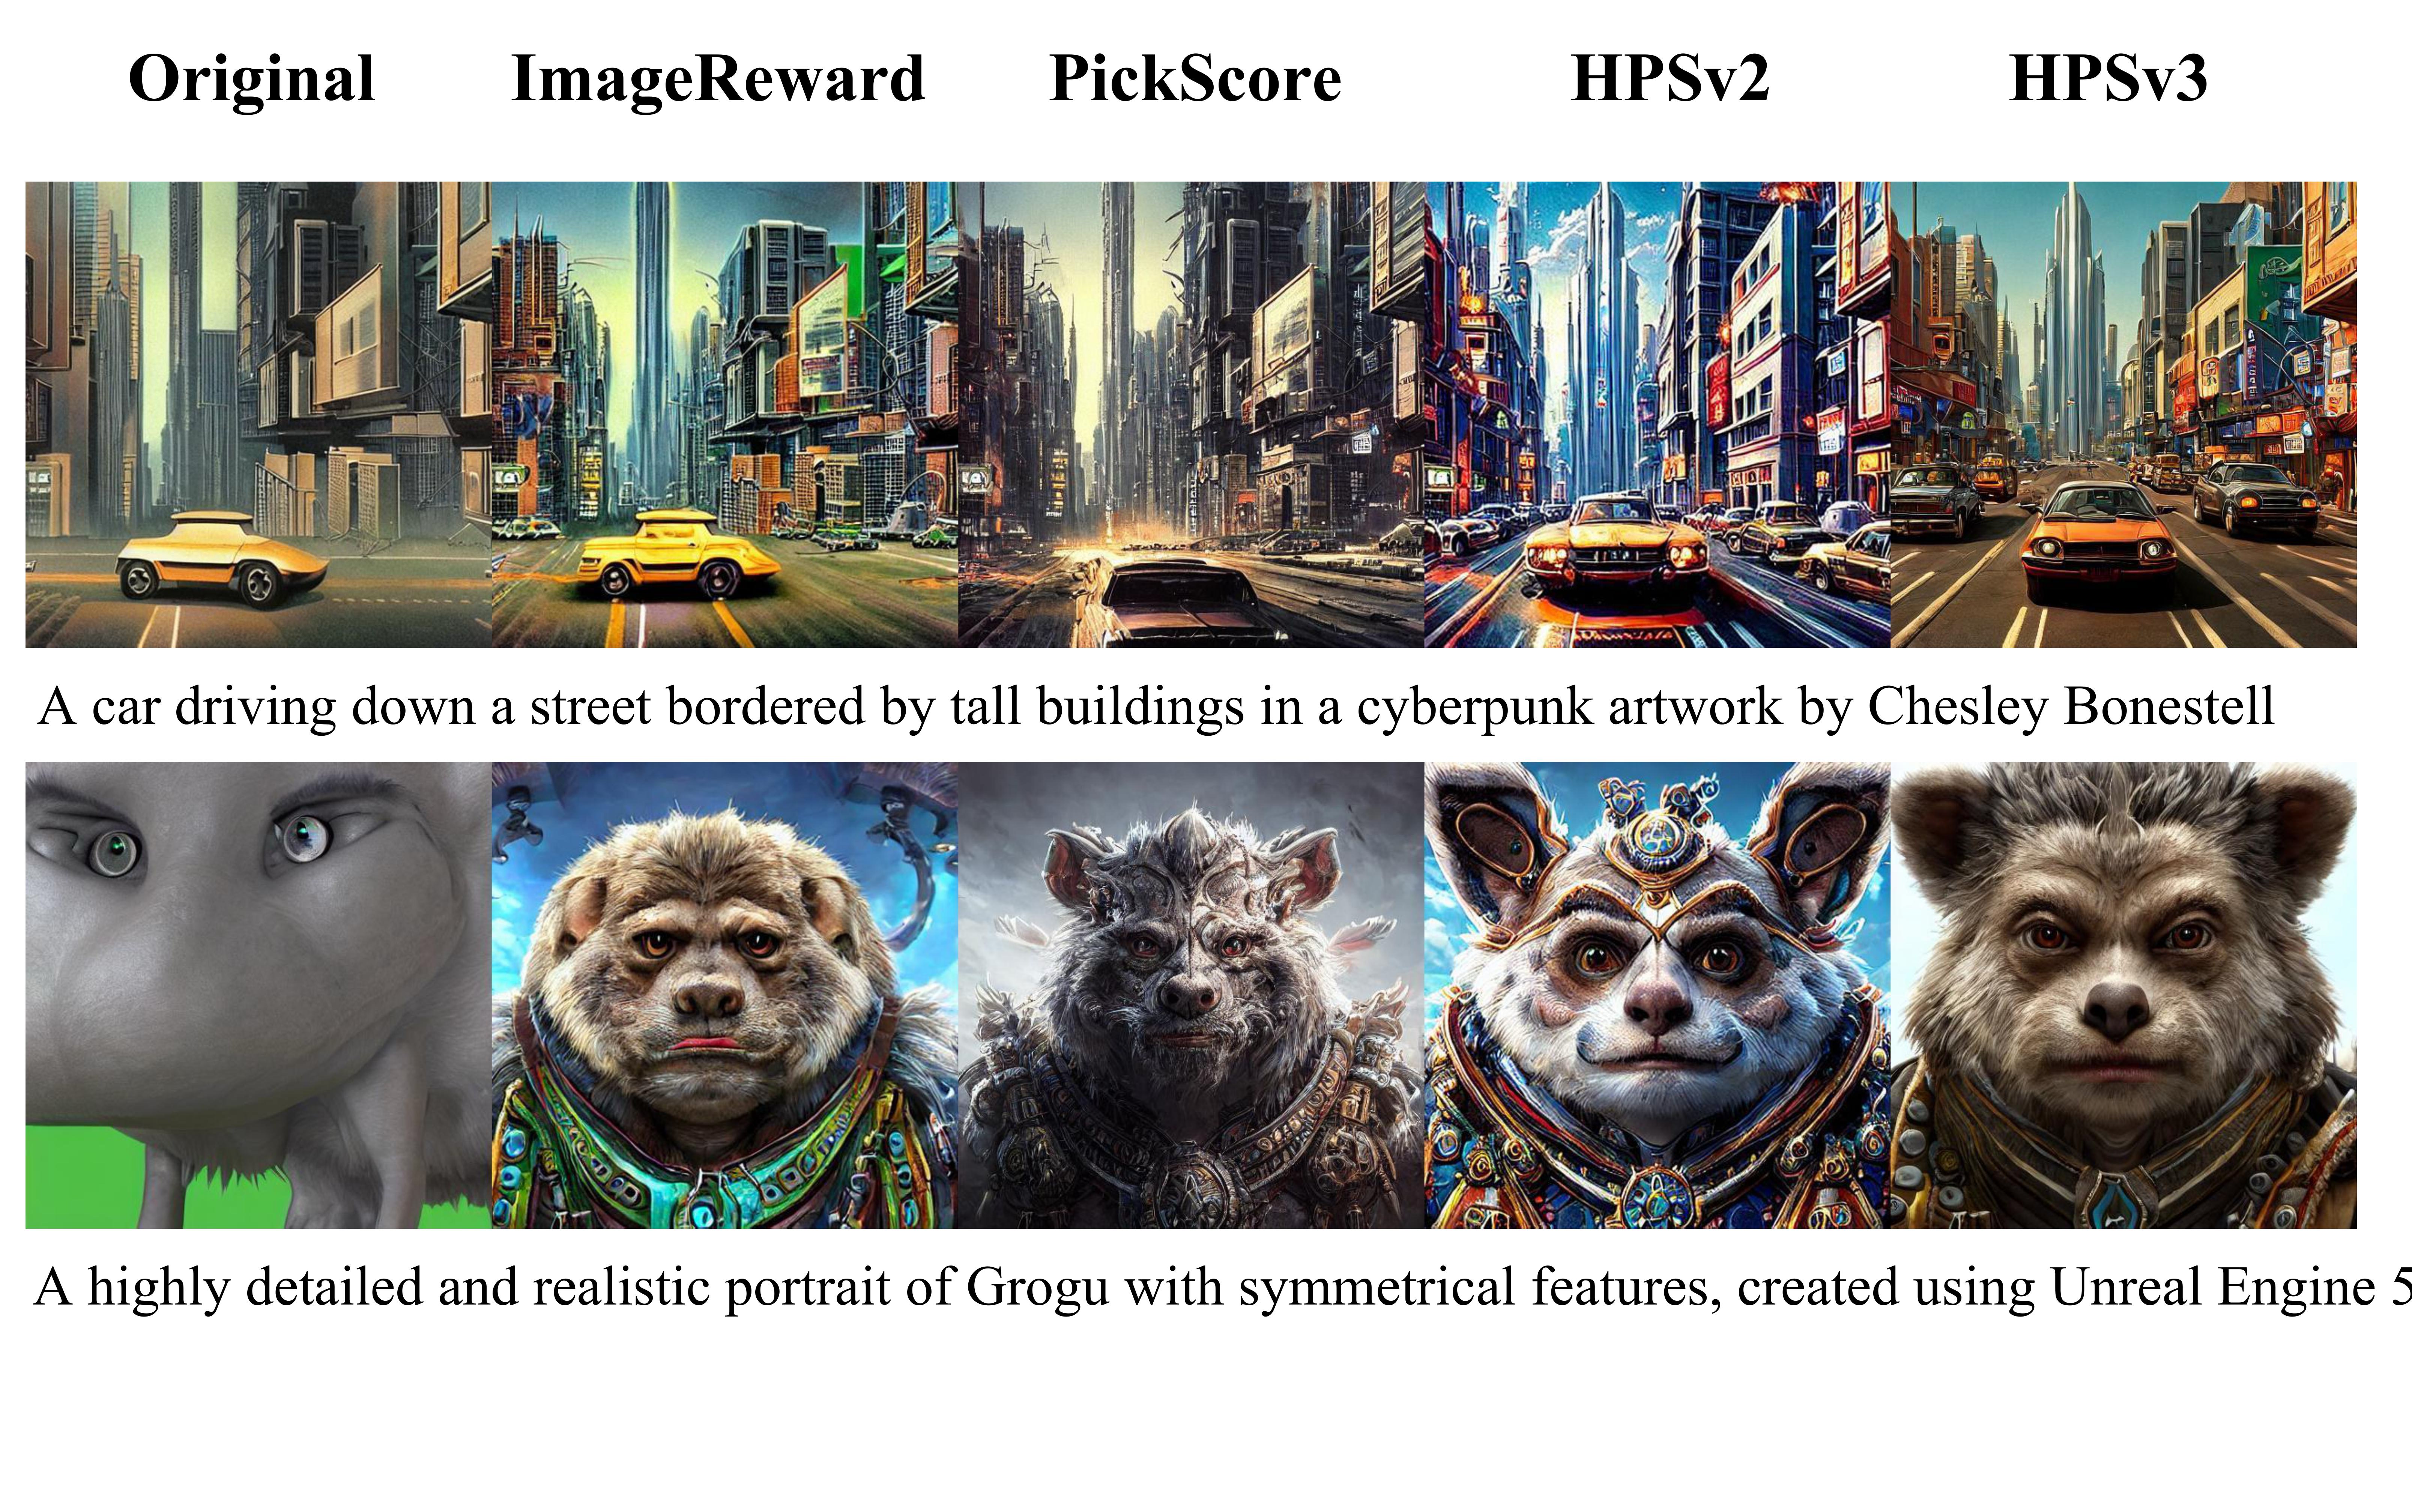 Original ImageReward PickScore HPSv2 HPSv3
A car driving down a street bordered by tall buildings in a cyberpunk artwork by Chesley Bonestell
A highly detailed and realistic portrait of Grogu with symmetrical features, created using Unreal Engine 5